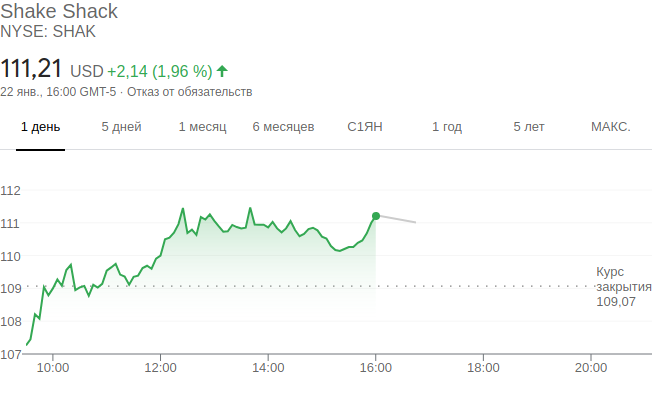 Shake Shack
NYSE: SHAK
111,21 USD +2,14 (1,96 %)
22 янв., 16:00 GMT-5 · Отказ от обязательств
1 день 5 дней 1 месяц 6 месяцев С1ЯН 1 год 5 лет МАКС.
112
111
110
109
108
107
Курс
закрытия
109,07
10:00 12:00 14:00 16:00 18:00 20:00